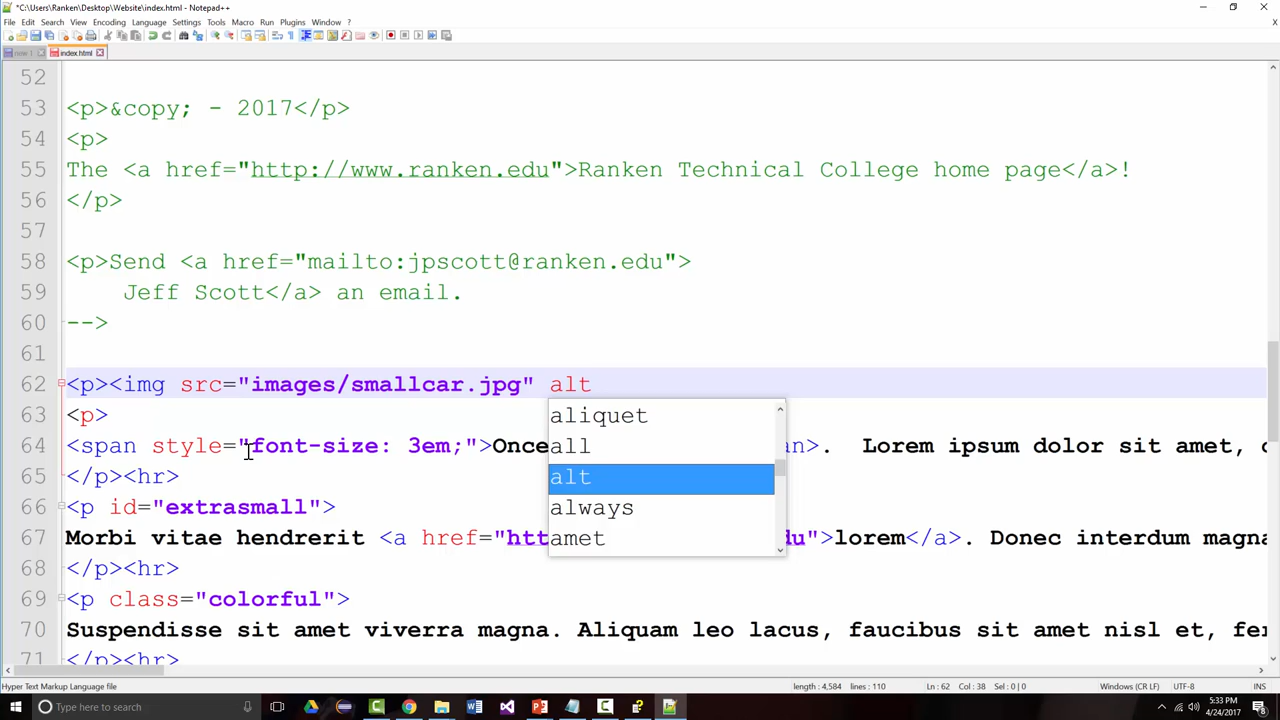 *C:\Users\Ranken\Desktop\Website\index.html - Notepad++
File Edit Search View Encoding Language Settings Tools Macro Run Plugins Window ?
X
new 1 index.html
52
53 <p>&copy; - 2017</p>
54 <p>
55 The <a href="http://www.ranken.edu">Ranken Technical College home page</a>!
56 </p>
57
58 <p>Send <a href="mailto:jpscott@ranken.edu">
59 Jeff Scott</a> an email.
60 -->
61
62 <p><img src="images/smallcar.jpg" alt
63 <p>
aliquet
64 <span style="font-size: 3em;">Once an>. Lorem ipsum dolor sit amet, c
all
65 </p><hr>
alt
66 <p id="extrasmall">
always
67 Morbi vitae hendrerit <a href="htt du">lorem</a>. Donec interdum magna
amet
68 </p><hr>
69 <p class="colorful">
70 Suspendisse sit amet viverra magna. Aliquam leo lacus, faucibus sit amet nisl et, fer
71 </p><hr>
Hyper Text Markup Language file length : 4,584 lines : 110 Ln : 62 Col : 38 Sel : 0 | 0 Windows (CR LF) UTF-8 INS
Type here to search
5:33 PM
4/24/2017